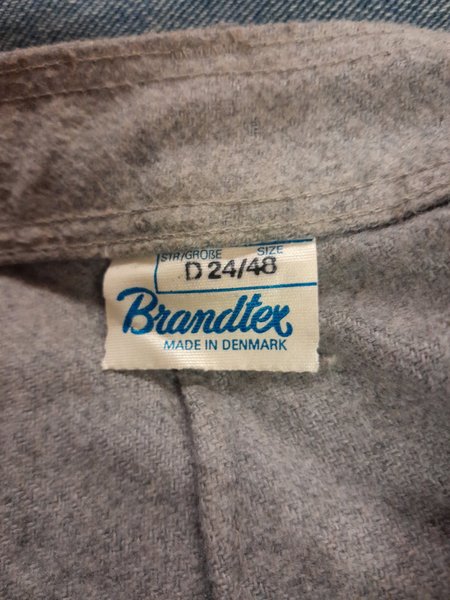 STR/GRÖßE SIZE
D 24/48
Brandtex
MADE IN DENMARK